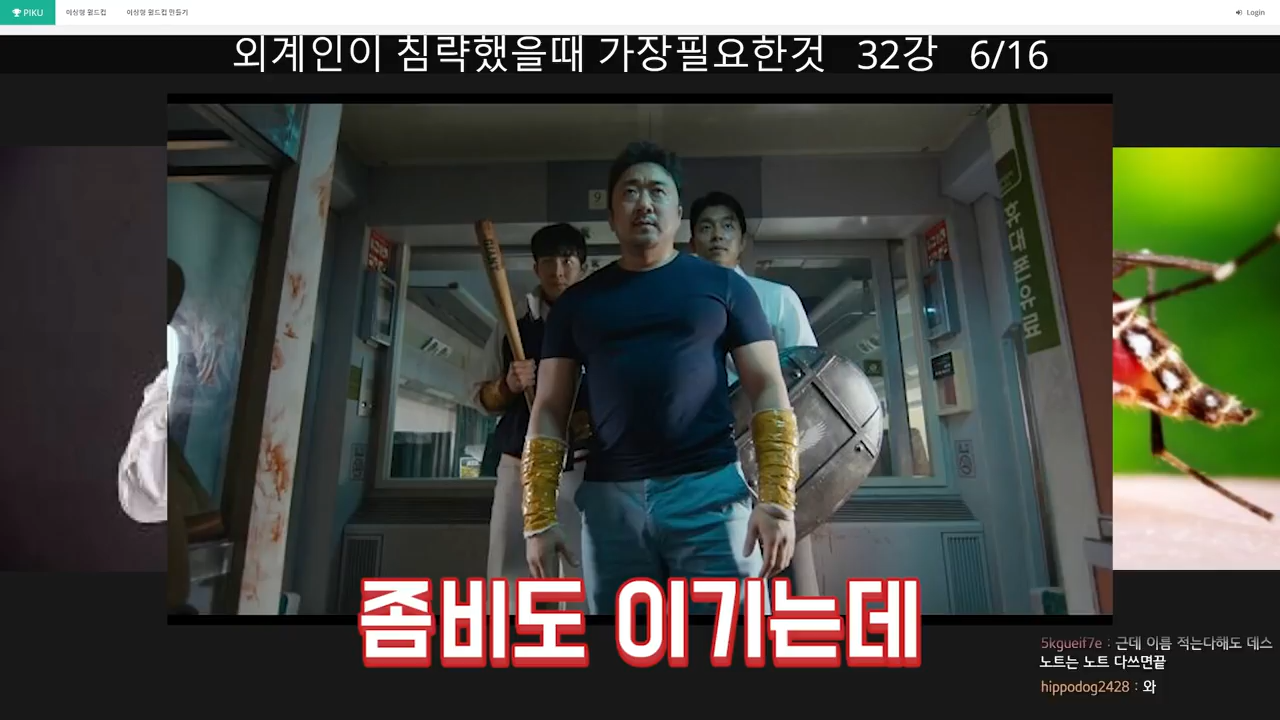 PIKU 이상형 월드컵 이상형 월드컵 만들기 Login
외계인이 침략했을때 가장필요한것 32강 6/16
9
좀비도 이기는데
5kgueif7e : 근데 이름 적는다해도 데스
노트는 노트 다쓰면끝
hippodog2428 : 와